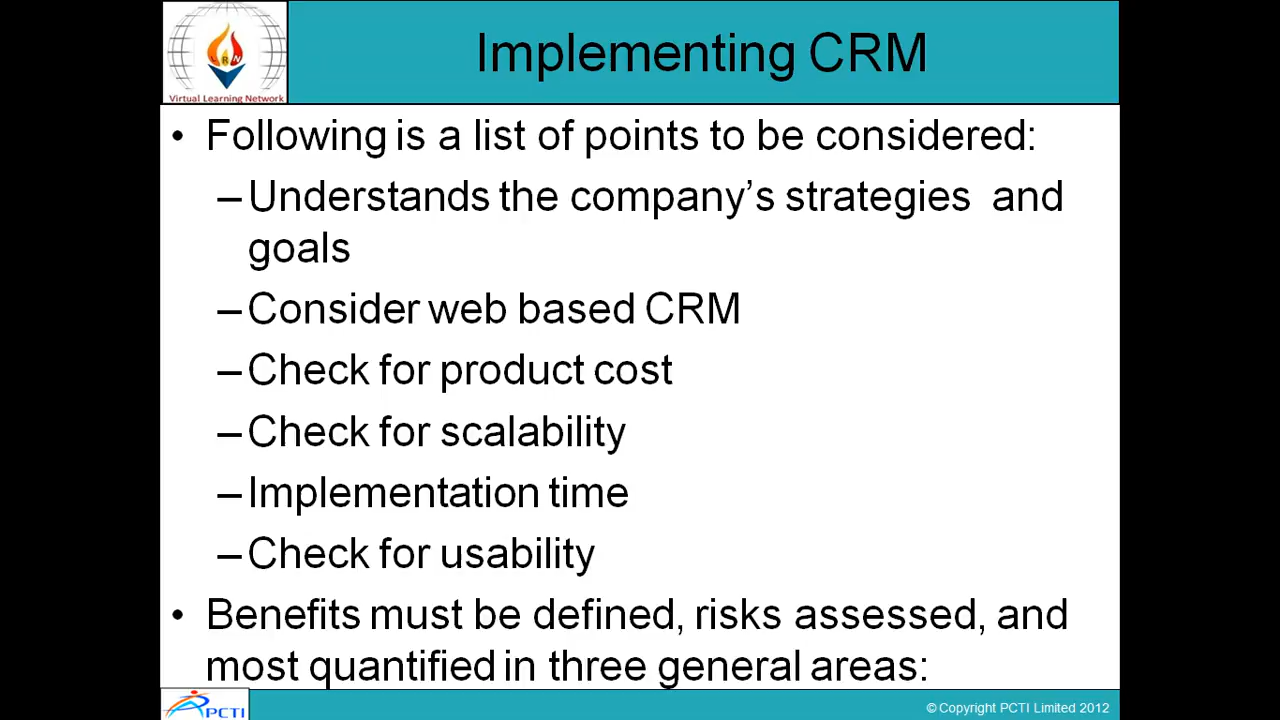 LRN
Virtual Learning Network
Implementing CRM
• Following is a list of points to be considered:
–Understands the company’s strategies and
goals
–Consider web based CRM
–Check for product cost
–Check for scalability
–Implementation time
–Check for usability
• Benefits must be defined, risks assessed, and
most quantified in three general areas:
PCTI
© Copyright PCTI Limited 2012